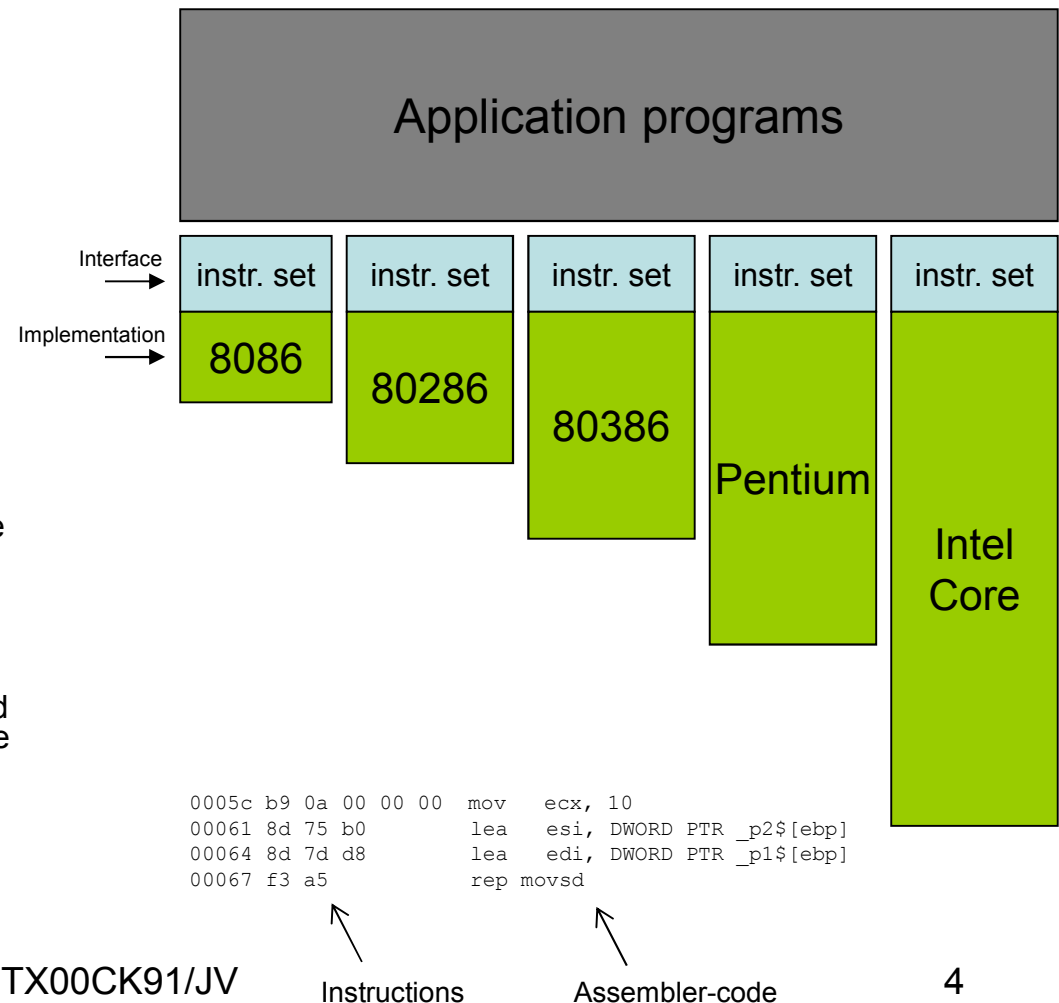 Application programs
Interface
instr. set instr. set instr. set instr. set instr. set
Implementation
8086
80286
80386
Pentium
Intel
Core
0005c b9 0a 00 00 00 mov ecx, 10
00061 8d 75 b0 lea esi, DWORD PTR _p2$[ebp]
00064 8d 7d d8 lea edi, DWORD PTR _p1$[ebp]
00067 f3 a5 rep movsd
TX00CK91/JV
Instructions
Assembler-code
4